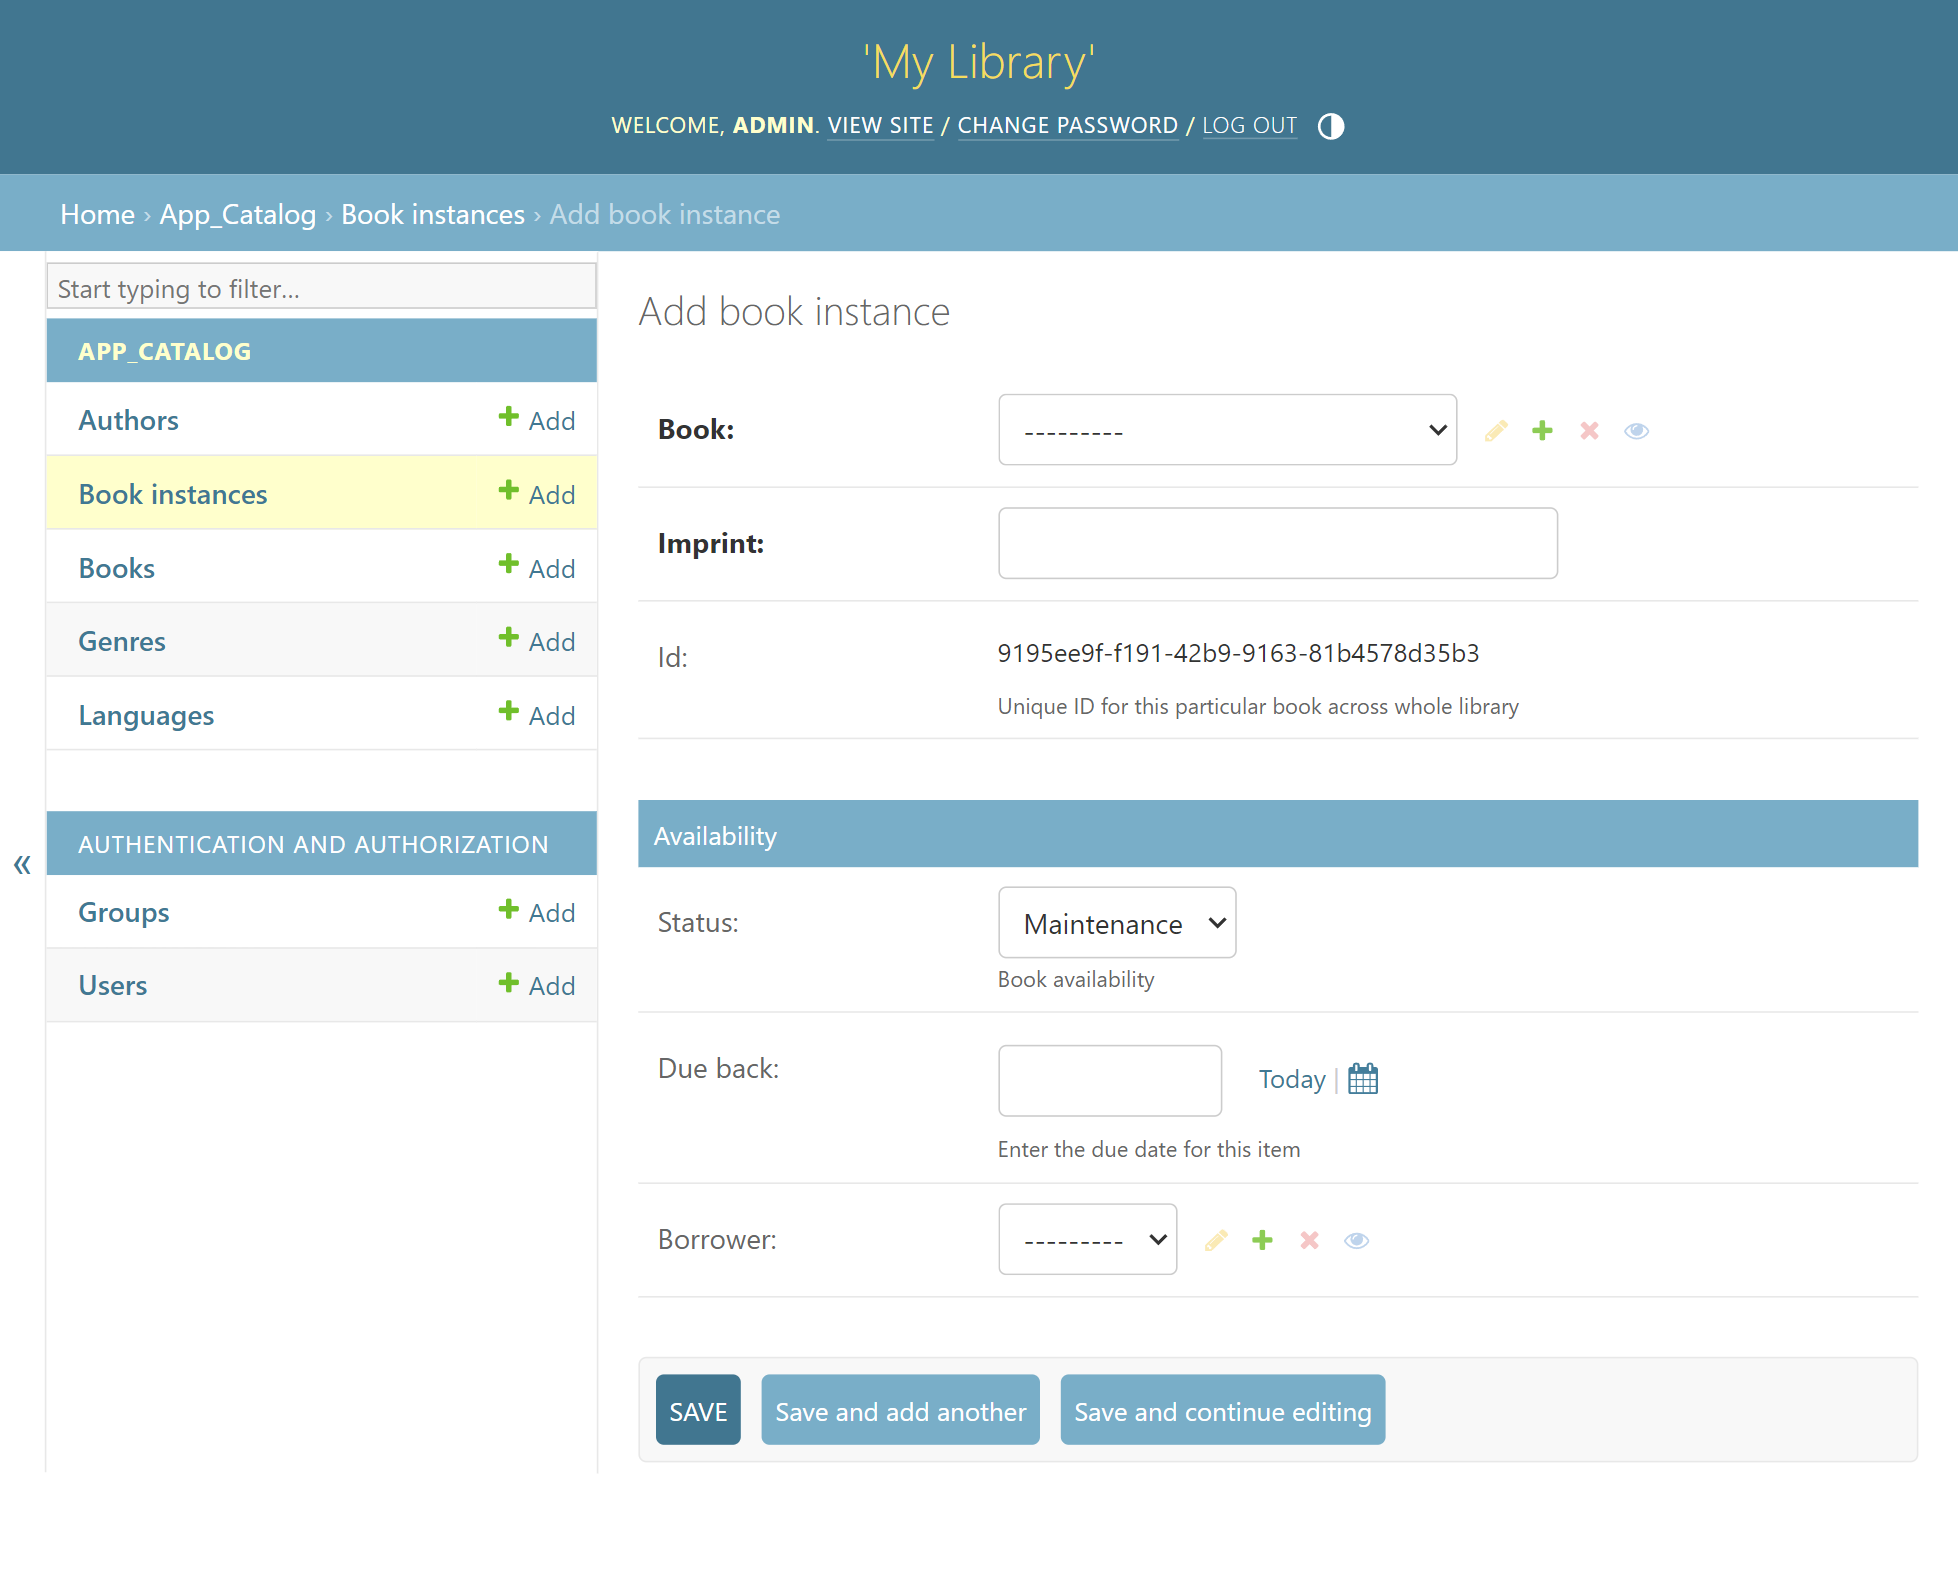 'My Library'
WELCOME, ADMIN. VIEW SITE / CHANGE PASSWORD / LOG OUT
Home › App_Catalog › Book instances › Add book instance
Start typing to filter...
APP_CATALOG
Authors Add
Book instances Add
Books Add
Genres Add
Languages Add
AUTHENTICATION AND AUTHORIZATION
Groups Add
Users Add
«
Add book instance
Book: ---------
Imprint:
Id: 9195ee9f-f191-42b9-9163-81b4578d35b3
Unique ID for this particular book across whole library
Availability
Status: Maintenance
Book availability
Due back: Today |
Enter the due date for this item
Borrower: ---------
SAVE Save and add another Save and continue editing